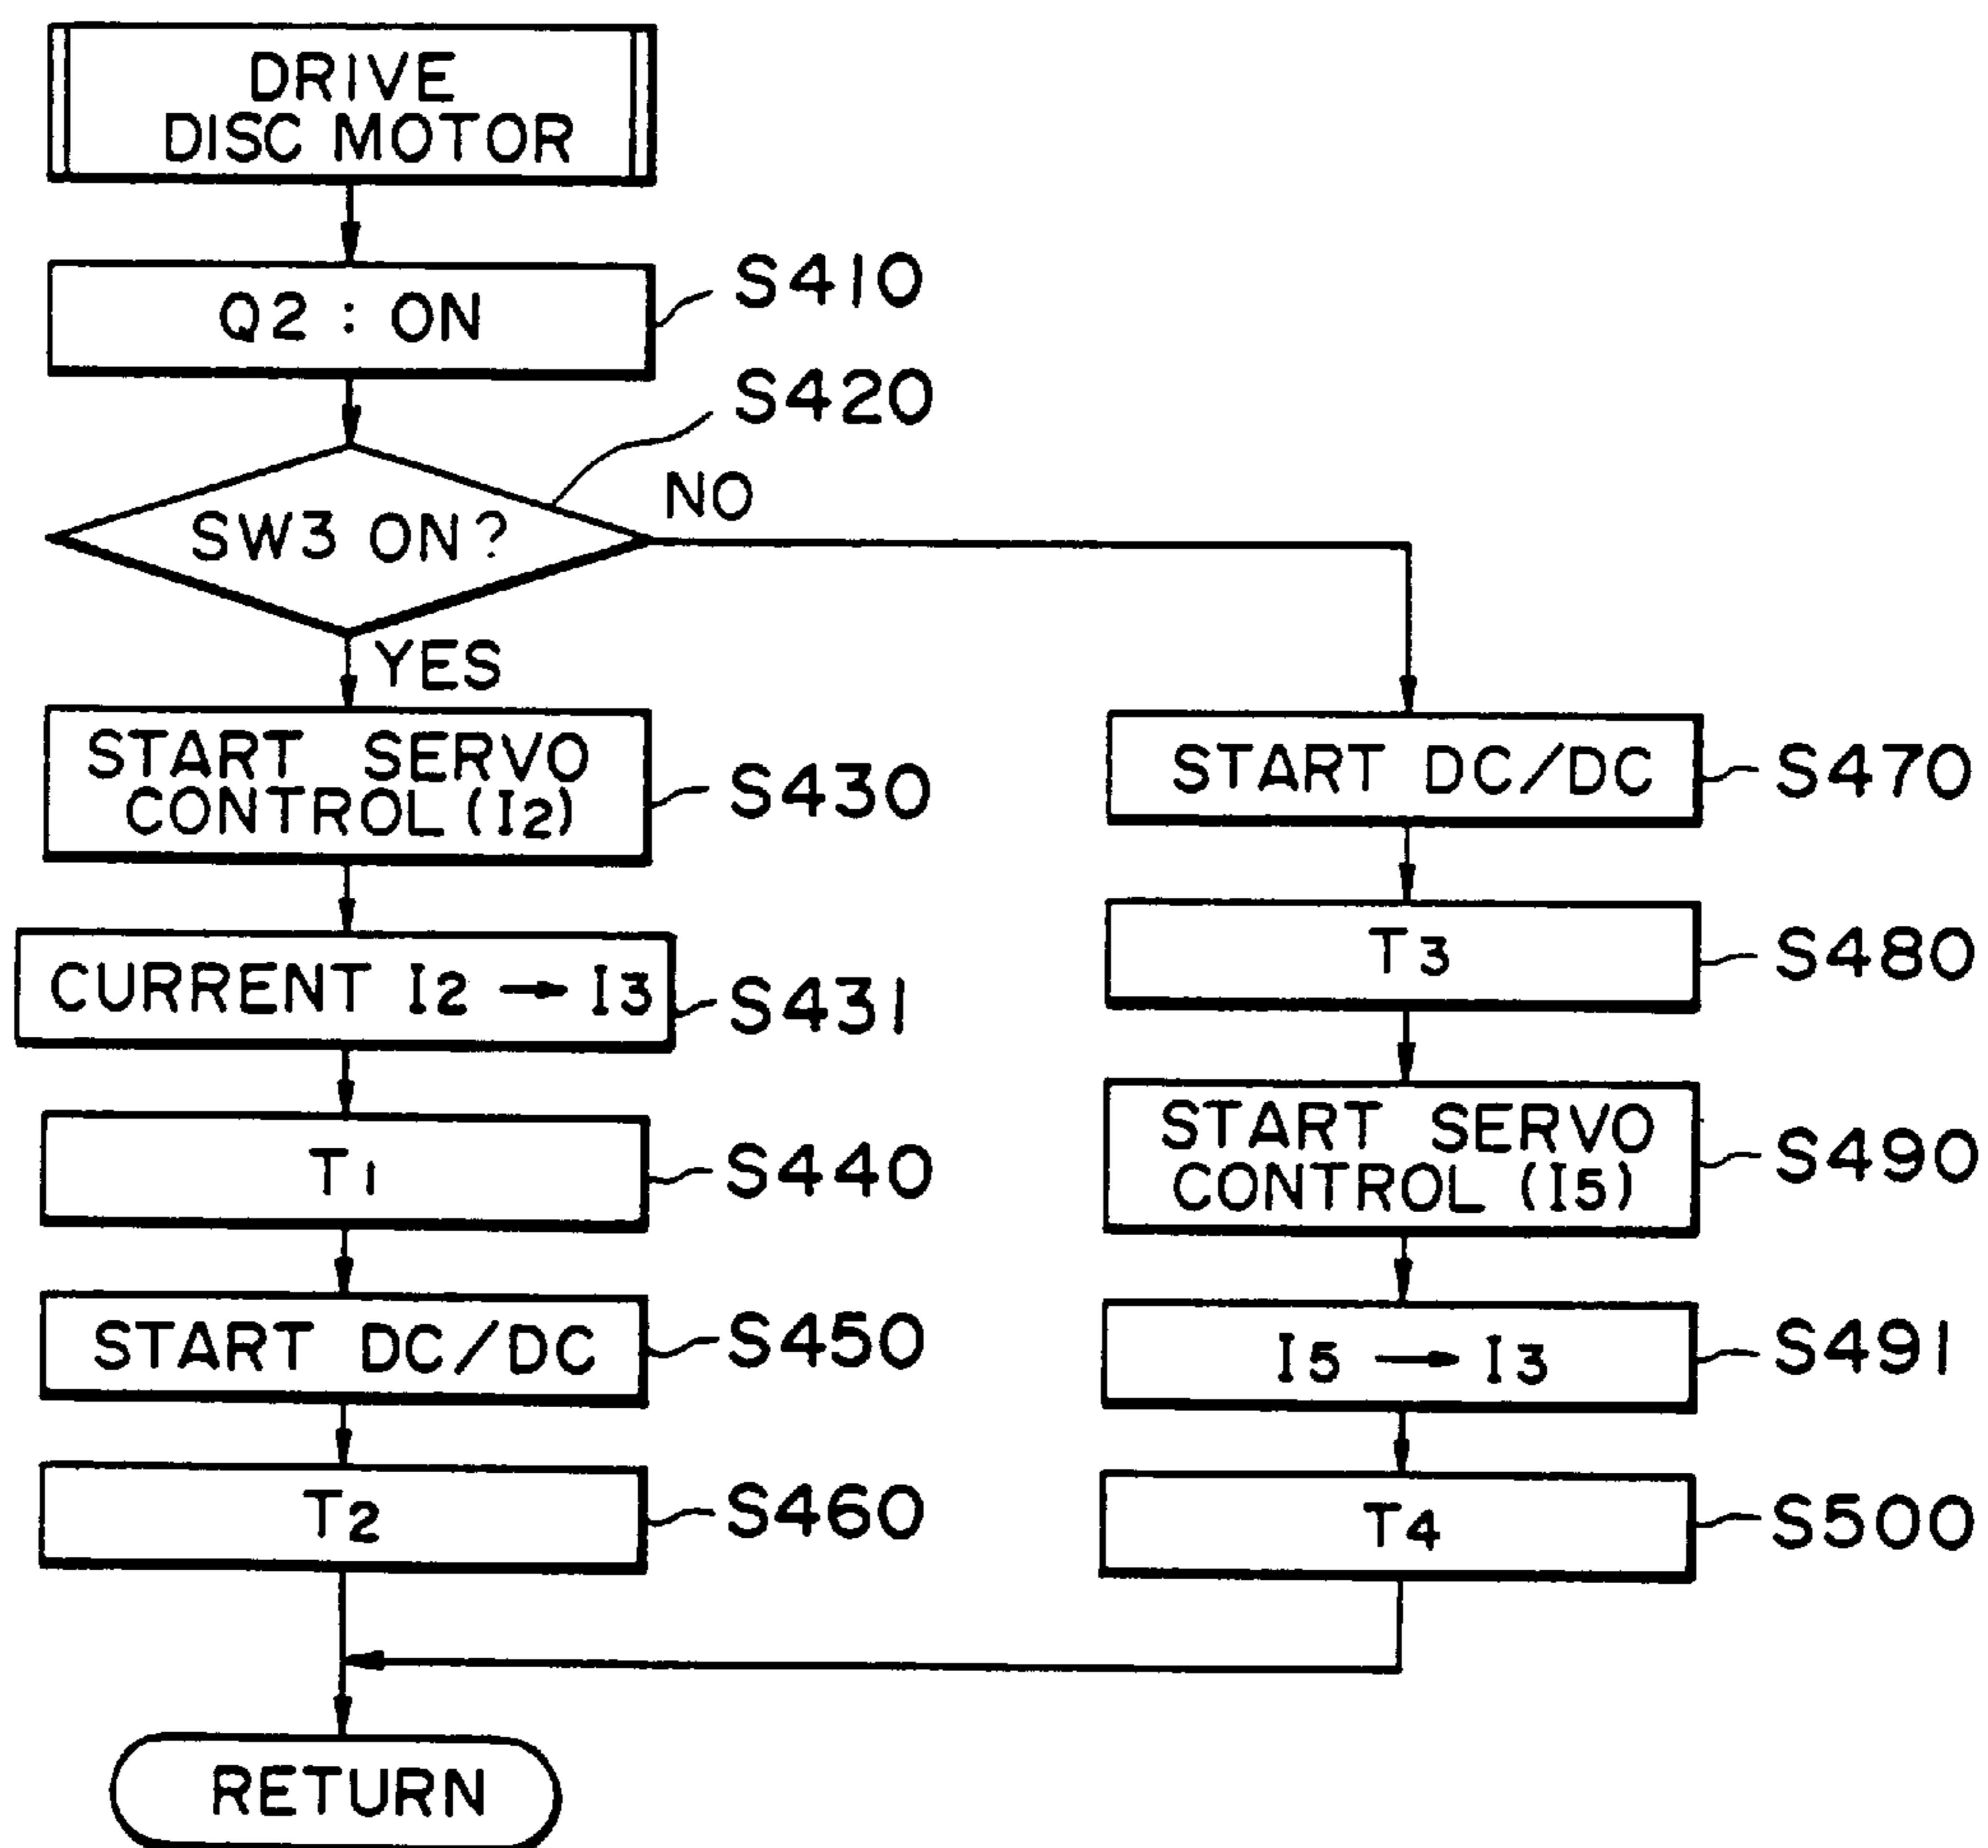 DRIVE
DISC MOTOR
Q2 : ON
S410
S420
SW3 ON?
NO
YES
START SERVO
CONTROL (I2)
S430
CURRENT I2 → I3
S431
T1
S440
START DC/DC
S450
T2
S460
START DC/DC
S470
T3
S480
START SERVO
CONTROL (I5)
S490
I5 → I3
S491
T4
S500
RETURN